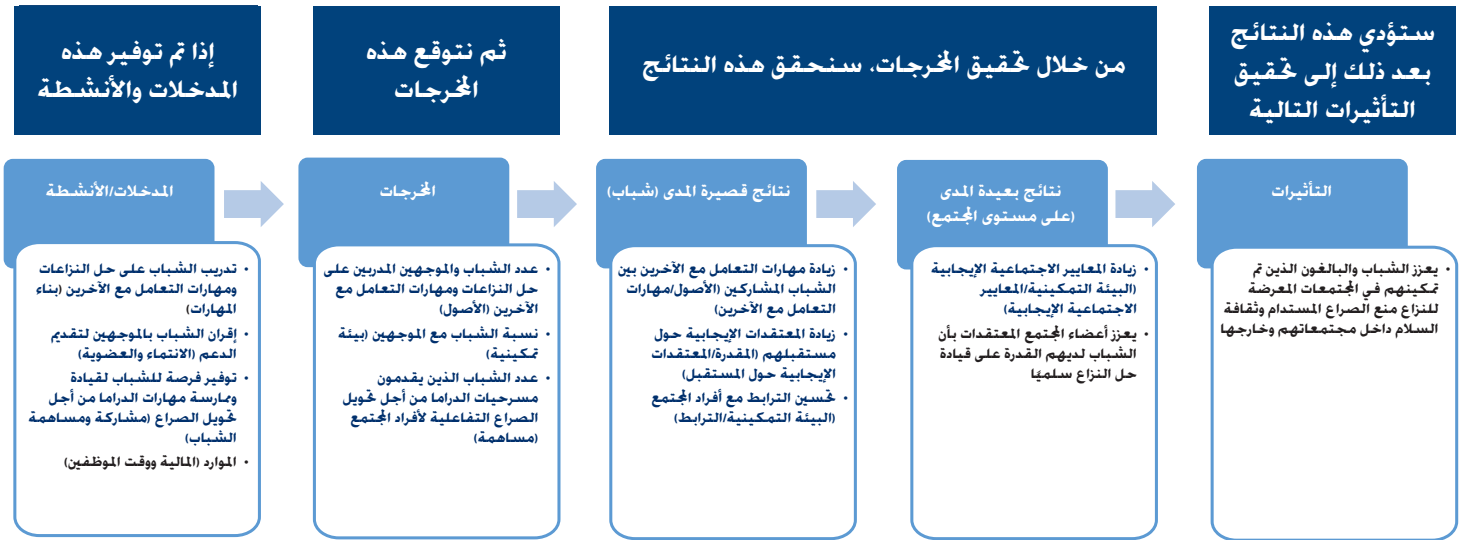 إذا تم توفير هذه
المدخلات والأنشطة
ثم نتوقع هذه
المخرجات
من خلال تحقيق المخرجات، سنحقق هذه النتائج
ستؤدي هذه النتائج
بعد ذلك إلى تحقيق
التأثيرات التالية
المدخلات/الأنشطة
• تدريب الشباب على حل النزاعات
ومهارات التعامل مع الآخرين (بناء
المهارات)
• إقران الشباب بالموجهين لتقديم
الدعم (الانتماء والعضوية)
• توفير فرصة للشباب لقيادة
وممارسة مهارات الدراما من أجل
تحويل الصراع (مشاركة ومساهمة
الشباب)
• الموارد (المالية ووقت الموظفين)
المخرجات
• عدد الشباب والموجهين المدربين على
حل النزاعات ومهارات التعامل مع
الآخرين (الأصول)
• نسبة الشباب مع الموجهين (بيئة
تمكينية)
• عدد الشباب الذين يقدمون
مسرحيات الدراما من أجل تحويل
الصراع التفاعلية لأفراد المجتمع
(مساهمة)
نتائج قصيرة المدى (شباب)
• زيادة مهارات التعامل مع الآخرين بين
الشباب المشاركين (الأصول/مهارات
التعامل مع الآخرين)
• زيادة المعتقدات الإيجابية حول
مستقبلهم (المقدرة/المعتقدات
الإيجابية حول المستقبل)
• تحسين الترابط مع أفراد المجتمع
(البيئة التمكينية/الترابط)
نتائج بعيدة المدى
(على مستوى المجتمع)
• زيادة المعايير الاجتماعية الإيجابية
(البيئة التمكينية/المعايير
الاجتماعية الإيجابية)
• يعزز أعضاء المجتمع المعتقدات بأن
الشباب لديهم القدرة على قيادة
حل النزاع سلميًا
التأثيرات
• يعزز الشباب والبالغون الذين تم
تمكينهم في المجتمعات المعرضة
للنزاع منع الصراع المستدام وثقافة
السلام داخل مجتمعاتهم وخارجها